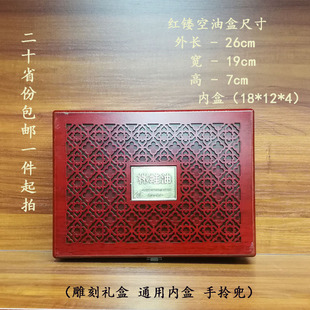 二十省份包邮一件起拍
红镂空油盒尺寸
外长 - 26cm
宽 - 19cm
高 - 7cm
内盒（18*12*4）
（雕刻礼盒 通用内盒 手拎兜）